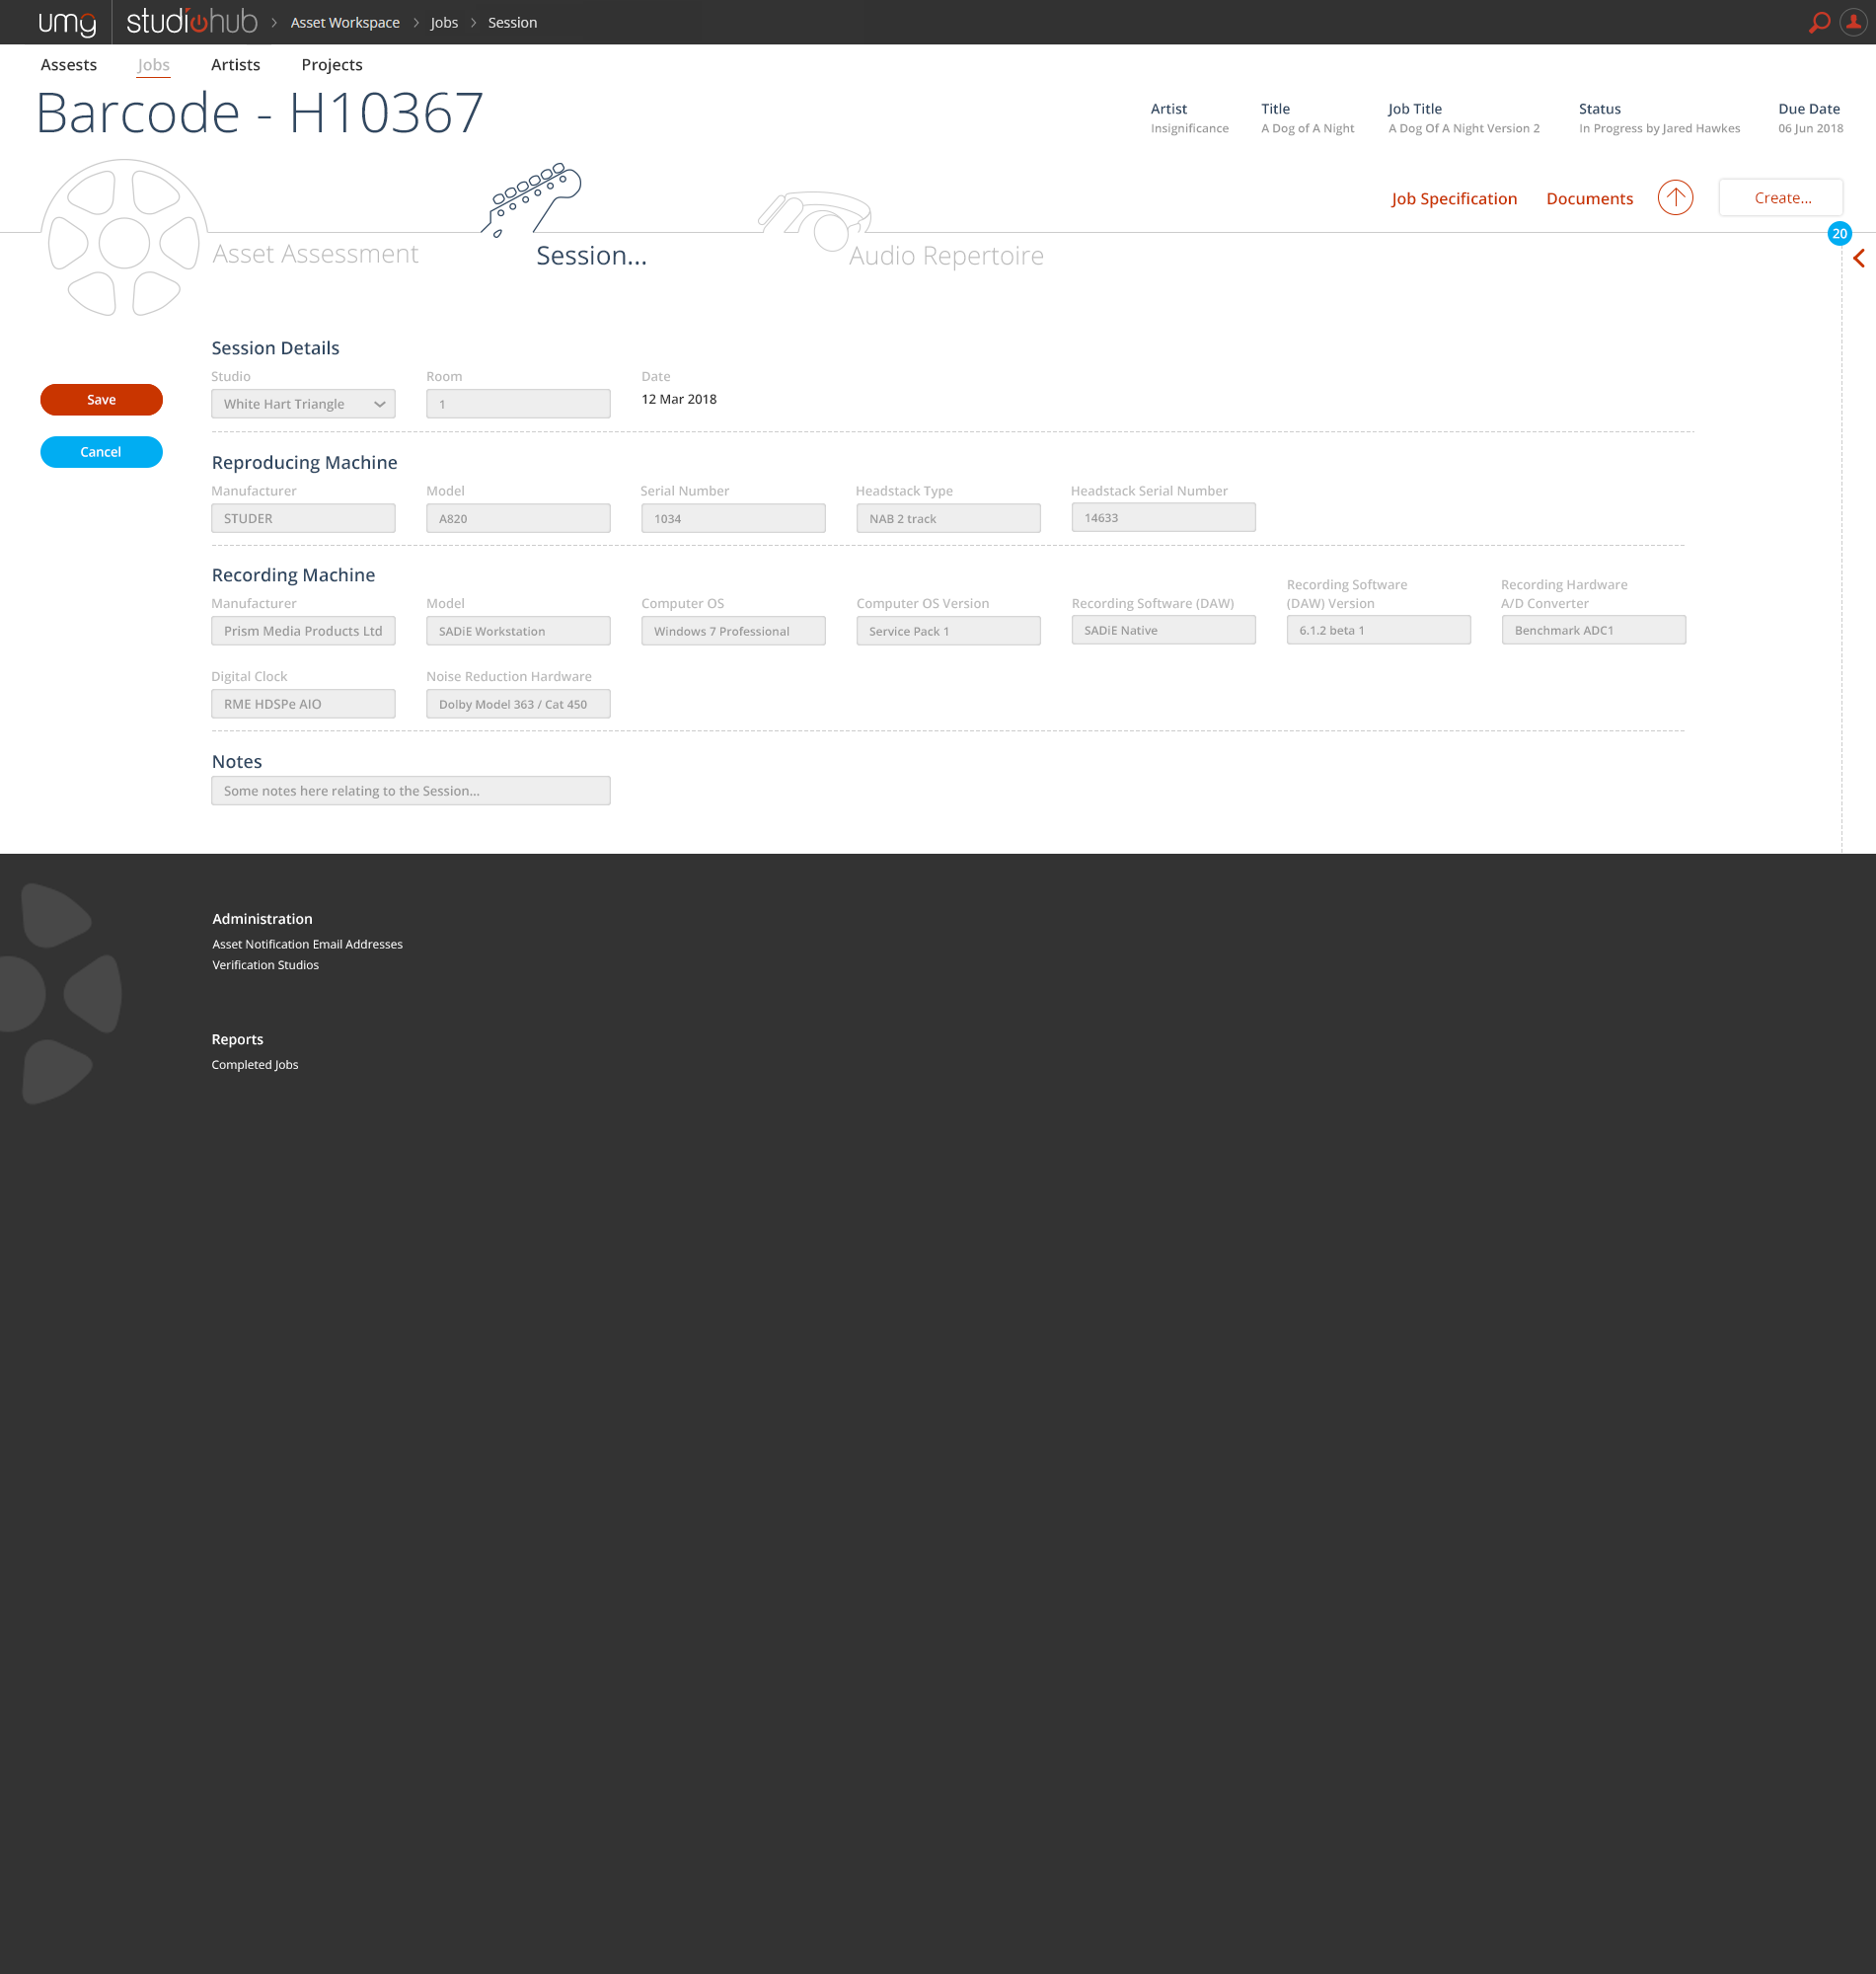 umg studiohub > Asset Workspace > Jobs > Session
Assests Jobs Artists Projects
Barcode - H10367
Artist Title Job Title Status Due Date
Insignificance A Dog of A Night A Dog Of A Night Version 2 In Progress by Jared Hawkes 06 Jun 2018
Job Specification Documents Create...
20
Asset Assessment Session... Audio Repertoire
Session Details
Studio Room Date
White Hart Triangle 1 12 Mar 2018
Save
Cancel
Reproducing Machine
Manufacturer Model Serial Number Headstack Type Headstack Serial Number
STUDER A820 1034 NAB 2 track 14633
Recording Machine
Manufacturer Model Computer OS Computer OS Version Recording Software (DAW) Recording Software (DAW) Version Recording Hardware A/D Converter
Prism Media Products Ltd SADiE Workstation Windows 7 Professional Service Pack 1 SADiE Native 6.1.2 beta 1 Benchmark ADC1
Digital Clock Noise Reduction Hardware
RME HDSPe AIO Dolby Model 363 / Cat 450
Notes
Some notes here relating to the Session...
Administration
Asset Notification Email Addresses
Verification Studios
Reports
Completed Jobs